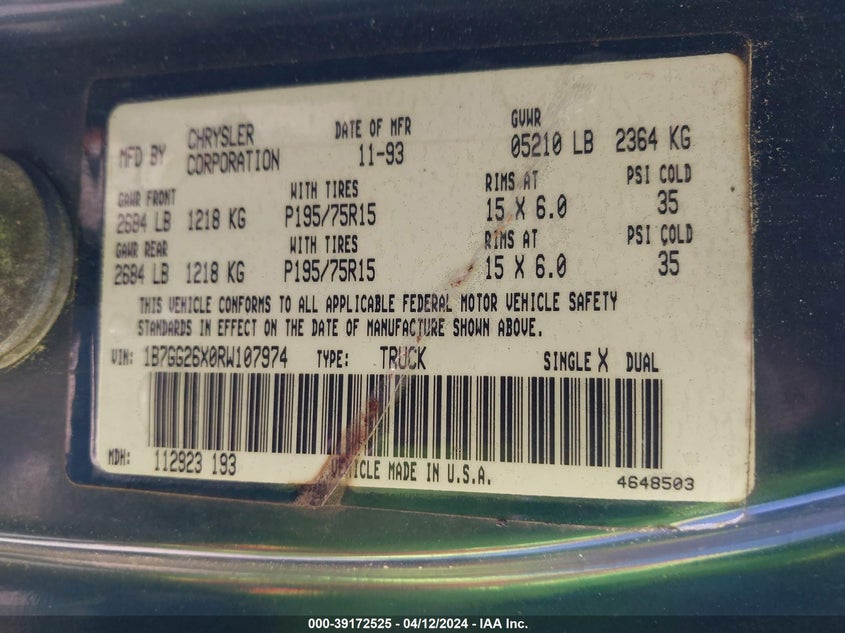 MFD BY CHRYSLER CORPORATION DATE OF MFR 11-93 GVWR 05210 LB 2364 KG
GAWR FRONT WITH TIRES RIMS AT PSI COLD
2684 LB 1218 KG P195/75R15 15 X 6.0 35
GAWR REAR WITH TIRES RIMS AT PSI COLD
2684 LB 1218 KG P195/75R15 15 X 6.0 35
THIS VEHICLE CONFORMS TO ALL APPLICABLE FEDERAL MOTOR VEHICLE SAFETY
STANDARDS IN EFFECT ON THE DATE OF MANUFACTURE SHOWN ABOVE.
VIN: 1B7GG26X0RW107974 TYPE: TRUCK SINGLE X DUAL
MDH: 112923 193 ICLE MADE IN U.S.A. 4648503
000-39172525 - 04/12/2024 - IAA Inc.